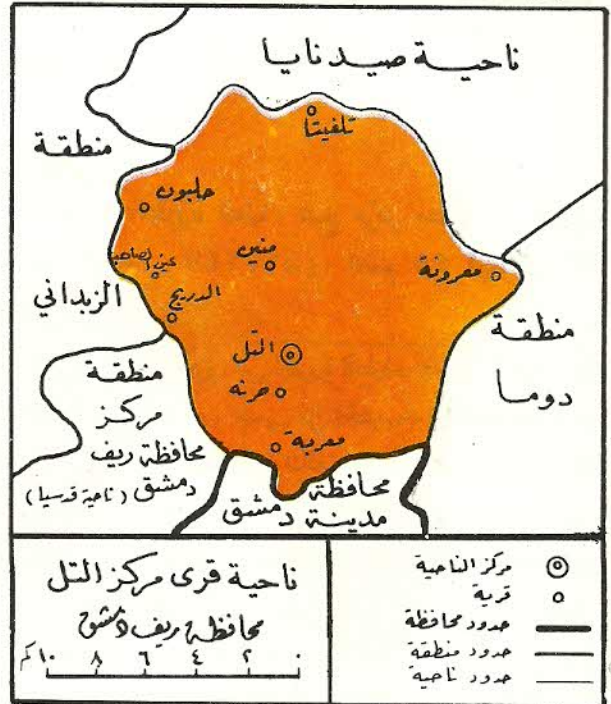 ناحية صيدنايا
تلفيتا
منطقة
حلبون
منين
عين الصاحب
معرونة
الزبداني
الدريج
منطقة
دوما
التل
حرنه
منطقة
مركز
محافظة ريف
دمشق (ناحية قدسيا)
معربة
محافظة
مدينة دمشق
ناحية قرى مركز التل
محافظة ريف دمشق
٠ ٢ ٤ ٦ ٨ ١٠ كم
مركز الناحية
قرية
حدود محافظة
حدود منطقة
حدود ناحية